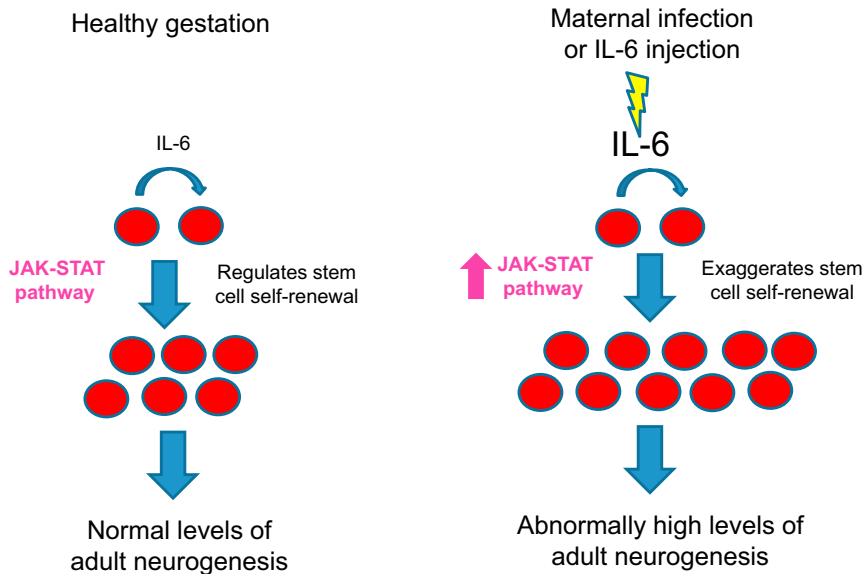 Healthy gestation
IL-6
JAK-STAT
pathway
Regulates stem
cell self-renewal
Normal levels of
adult neurogenesis
Maternal infection
or IL-6 injection
IL-6
JAK-STAT
pathway
Exaggerates stem
cell self-renewal
Abnormally high levels of
adult neurogenesis